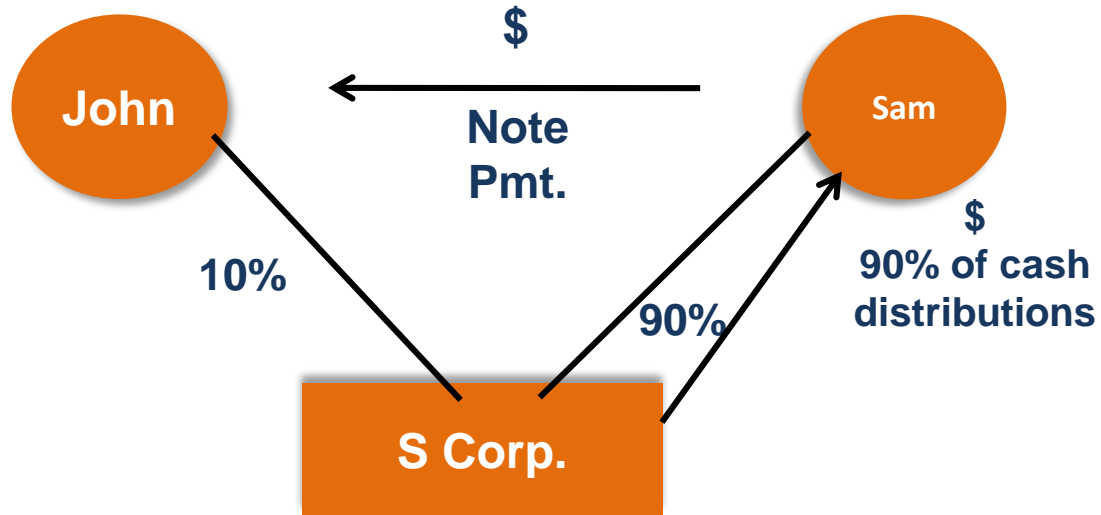 $
John
Sam
Note
Pmt.
$
90% of cash
distributions
10%
90%
S Corp.